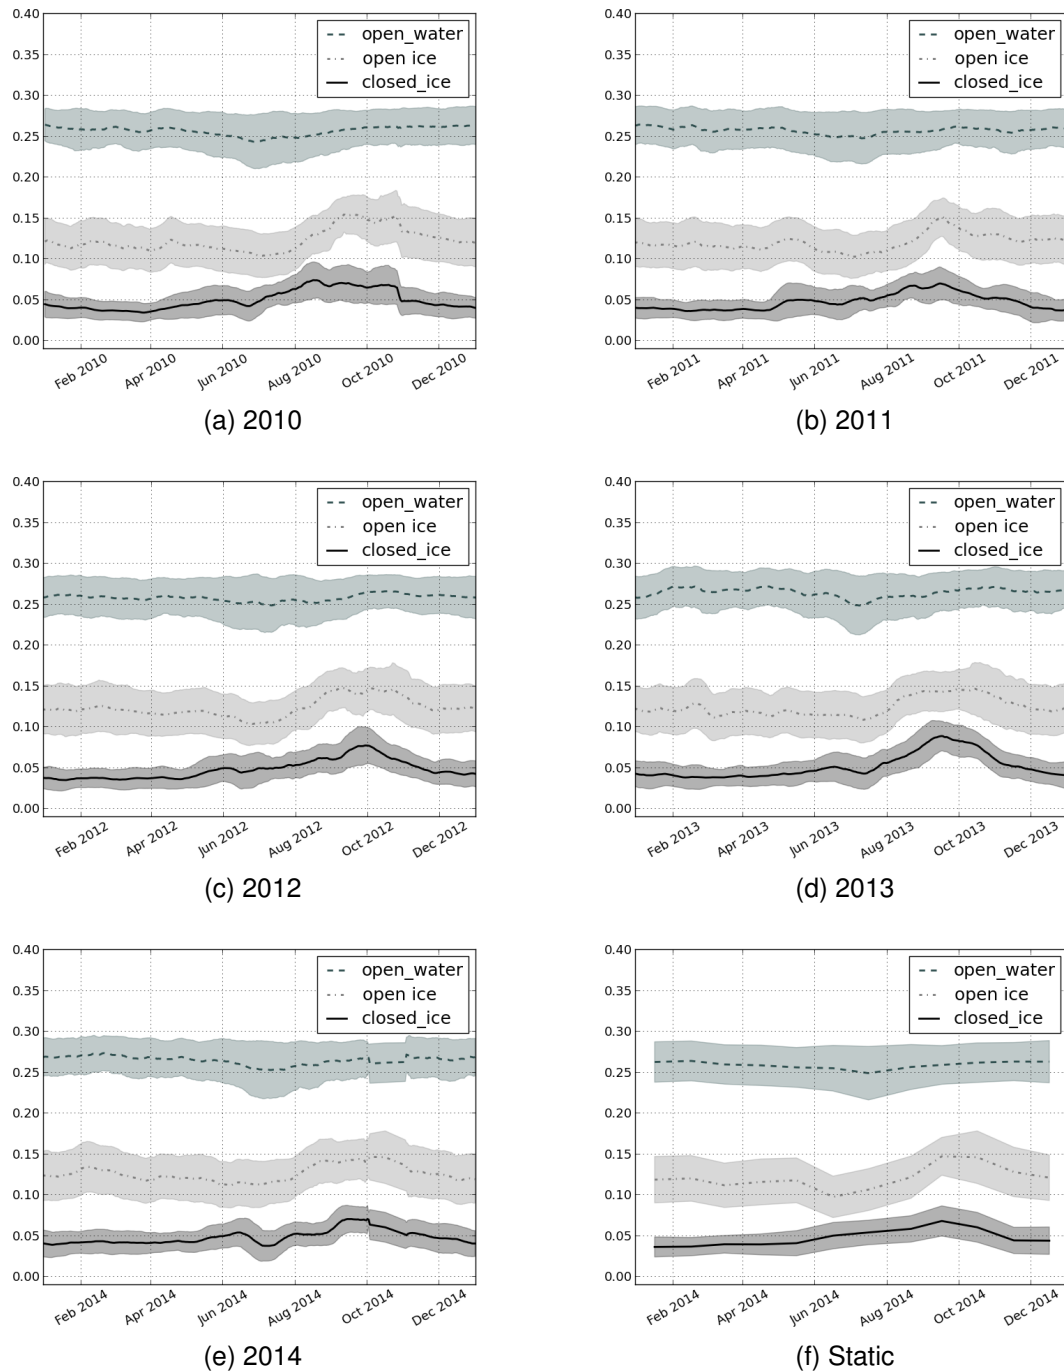 0.40
0.35
0.30
0.25
0.20
0.15
0.10
0.05
0.00
open_water
open ice
closed_ice
Feb 2010
Apr 2010
Jun 2010
Aug 2010
Oct 2010
Dec 2010
(a) 2010
0.40
0.35
0.30
0.25
0.20
0.15
0.10
0.05
0.00
open_water
open ice
closed_ice
Feb 2011
Apr 2011
Jun 2011
Aug 2011
Oct 2011
Dec 2011
(b) 2011
0.40
0.35
0.30
0.25
0.20
0.15
0.10
0.05
0.00
open_water
open ice
closed_ice
Feb 2012
Apr 2012
Jun 2012
Aug 2012
Oct 2012
Dec 2012
(c) 2012
0.40
0.35
0.30
0.25
0.20
0.15
0.10
0.05
0.00
open_water
open ice
closed_ice
Feb 2013
Apr 2013
Jun 2013
Aug 2013
Oct 2013
Dec 2013
(d) 2013
0.40
0.35
0.30
0.25
0.20
0.15
0.10
0.05
0.00
open_water
open ice
closed_ice
Feb 2014
Apr 2014
Jun 2014
Aug 2014
Oct 2014
Dec 2014
(e) 2014
0.40
0.35
0.30
0.25
0.20
0.15
0.10
0.05
0.00
open_water
open ice
closed_ice
Feb 2014
Apr 2014
Jun 2014
Aug 2014
Oct 2014
Dec 2014
(f) Static